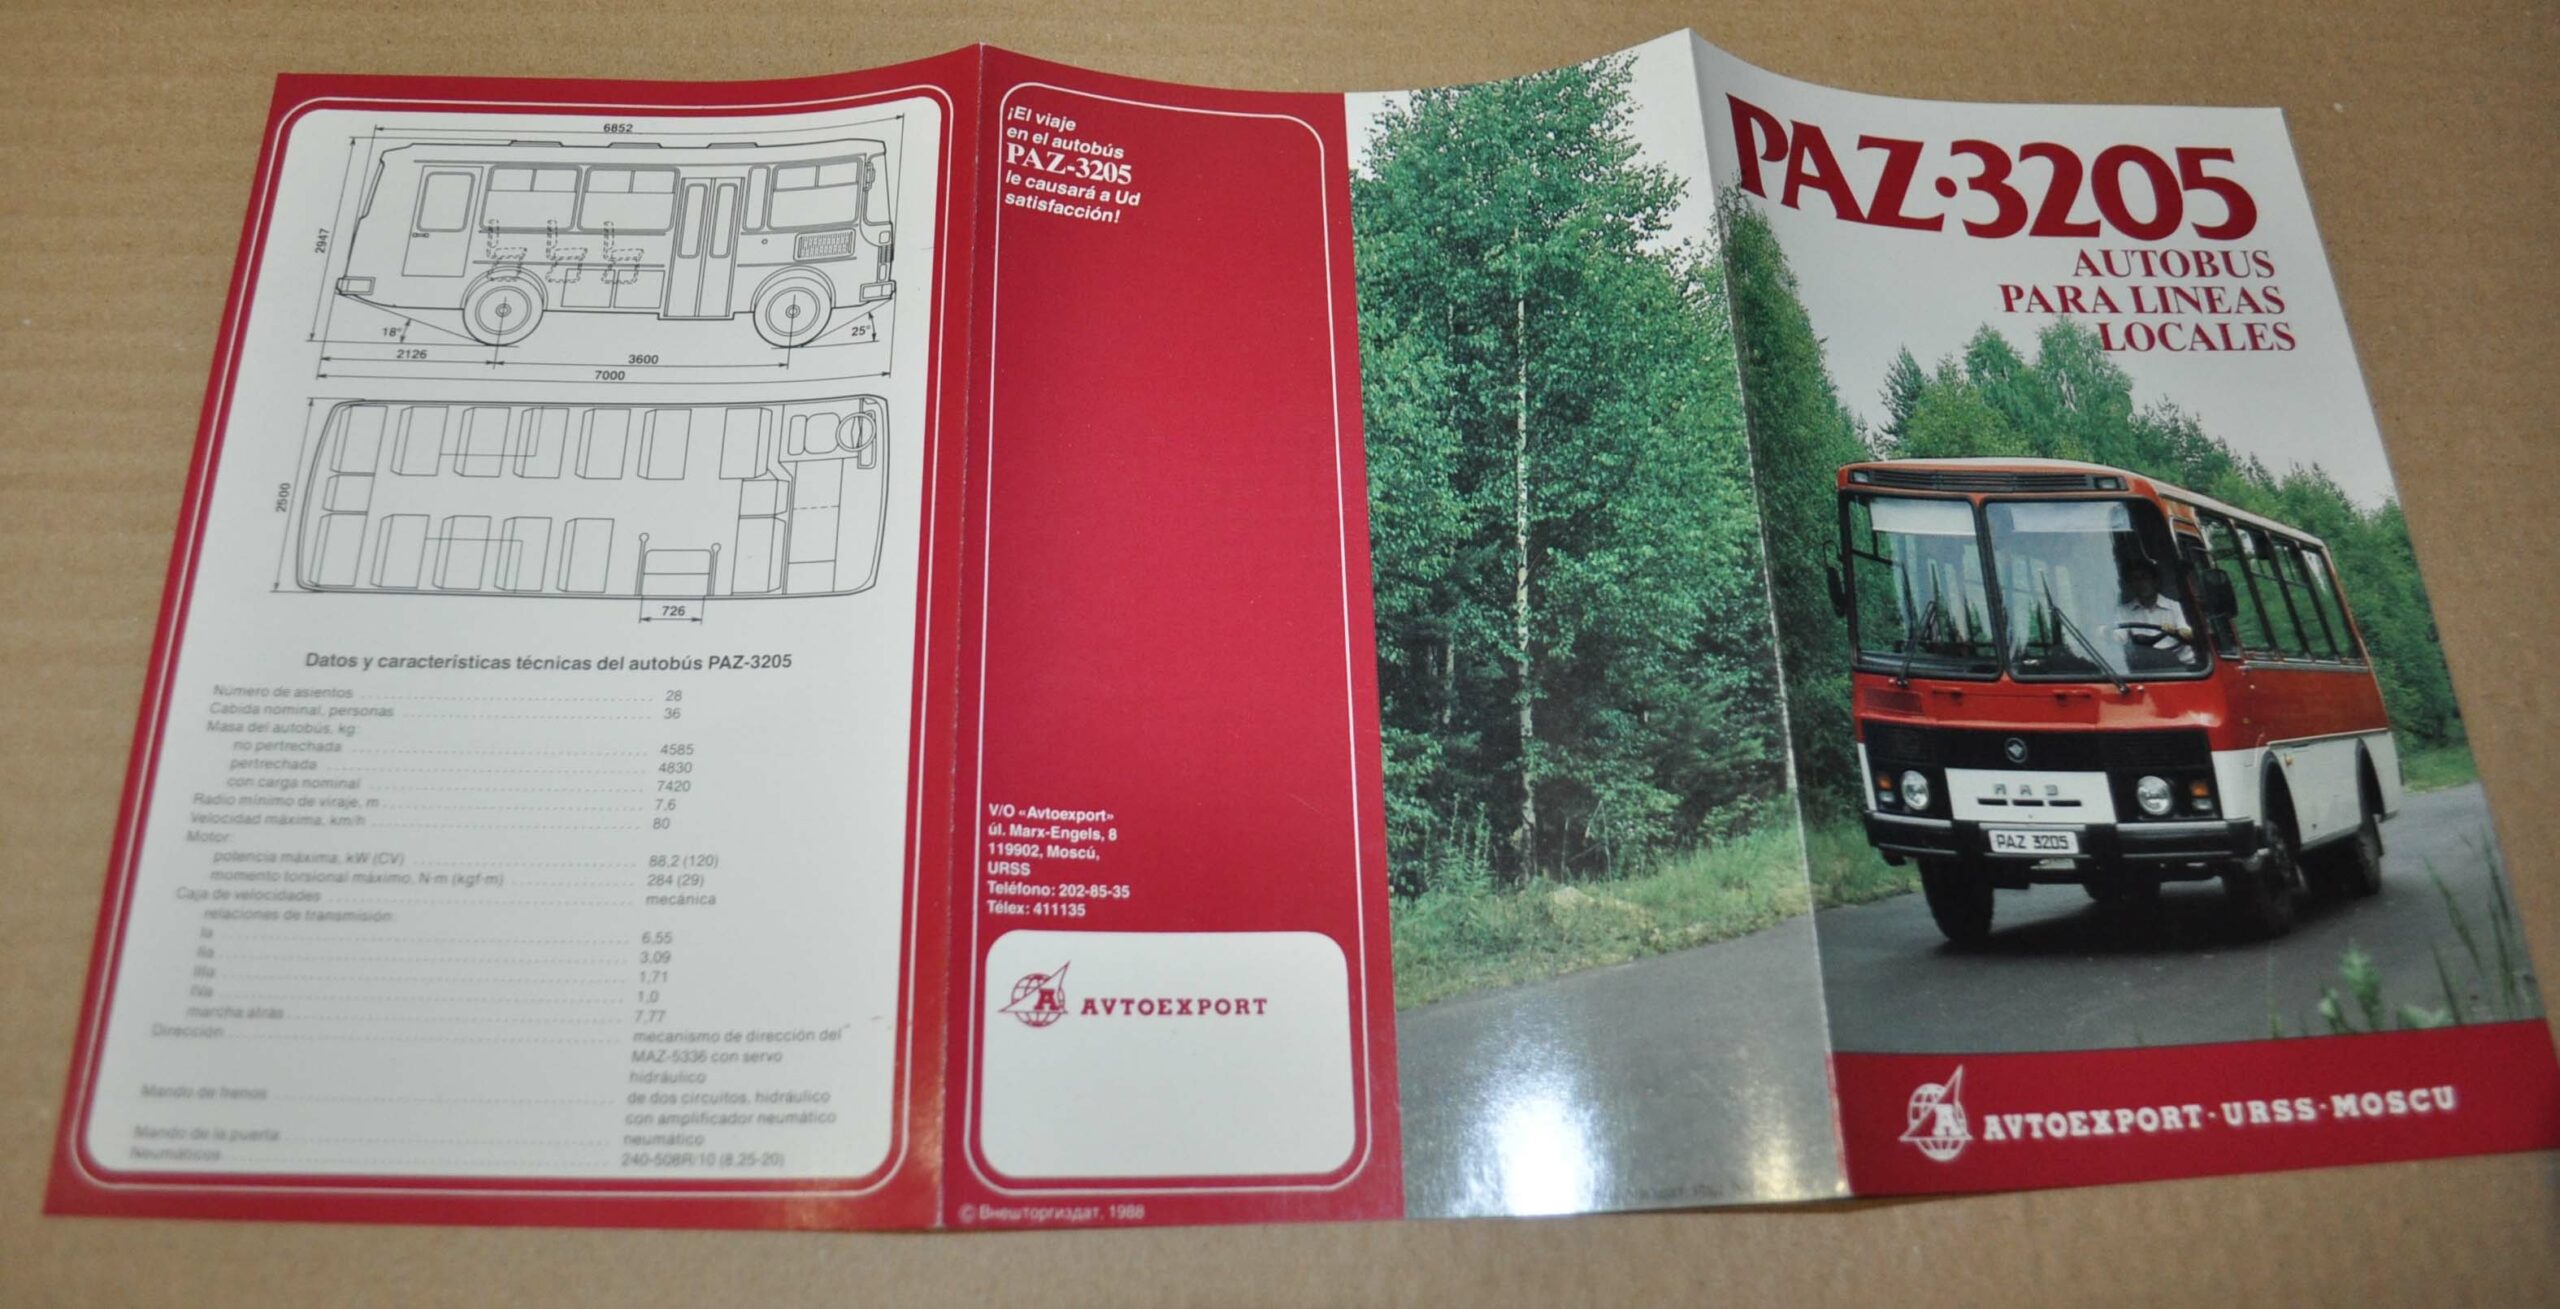 6852
2947
18°
25°
2126
3600
7000
2500
726
Datos y características técnicas del autobús PAZ-3205
Número de asientos 28
Cabida nominal, personas 36
Masa del autobús, kg:
no pertrechada 4585
pertrechada 4830
con carga nominal 7420
Radio mínimo de viraje, m 7,6
Velocidad máxima, km/h 80
Motor:
potencia máxima, kW (CV) 88,2 (120)
momento torsional máximo, N·m (kgf·m) 284 (29)
Caja de velocidades mecánica
relaciones de transmisión:
Ia 6,55
IIa 3,09
IIIa 1,71
IVa 1,0
marcha atrás 7,77
Dirección mecanismo de dirección del
MAZ-5336 con servo
hidráulico
Mando de frenos de dos circuitos, hidráulico
con amplificador neumático
Mando de la puerta neumático
Neumáticos 240-508R/10 (8,25-20)
¡El viaje
en el autobús
PAZ-3205
le causará a Ud
satisfacción!
V/O «Avtoexport»
úl. Marx-Engels, 8
119902, Moscú,
URSS
Teléfono: 202-85-35
Télex: 411135
A AVTOEXPORT
© Внешторгиздат, 1988
PAZ·3205
AUTOBUS
PARA LINEAS
LOCALES
ПАЗ
PAZ 3205
A AVTOEXPORT·URSS·MOSCU